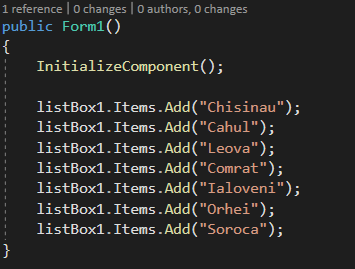 1 reference | 0 changes | 0 authors, 0 changes
public Form1()
{
InitializeComponent();
listBox1.Items.Add("Chisinau");
listBox1.Items.Add("Cahul");
listBox1.Items.Add("Leova");
listBox1.Items.Add("Comrat");
listBox1.Items.Add("Ialoveni");
listBox1.Items.Add("Orhei");
listBox1.Items.Add("Soroca");
}